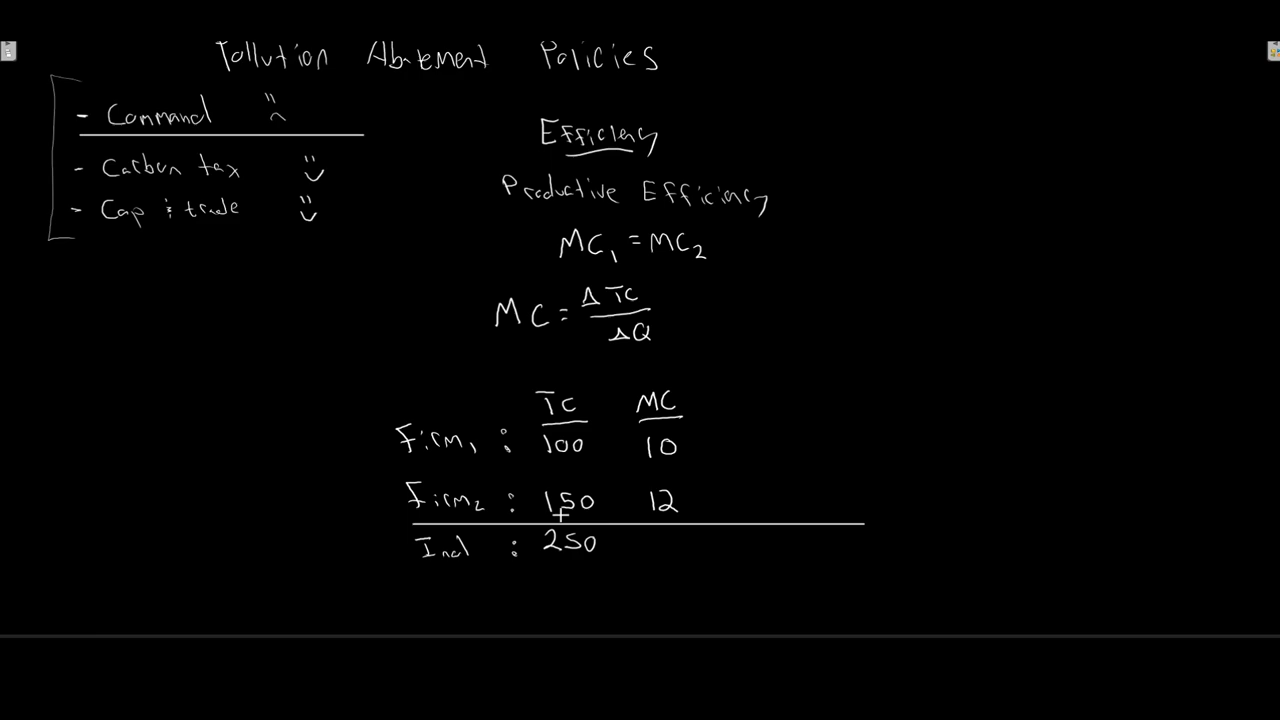 Pollution Abatement Policies
- Command
- Carbon tax
- Cap & trade
Efficiency
Productive Efficiency
MC₁ = MC₂
MC = ΔTC / ΔQ
TC MC
Firm₁ : 100 10
Firm₂ : 150 12
Ind : 250